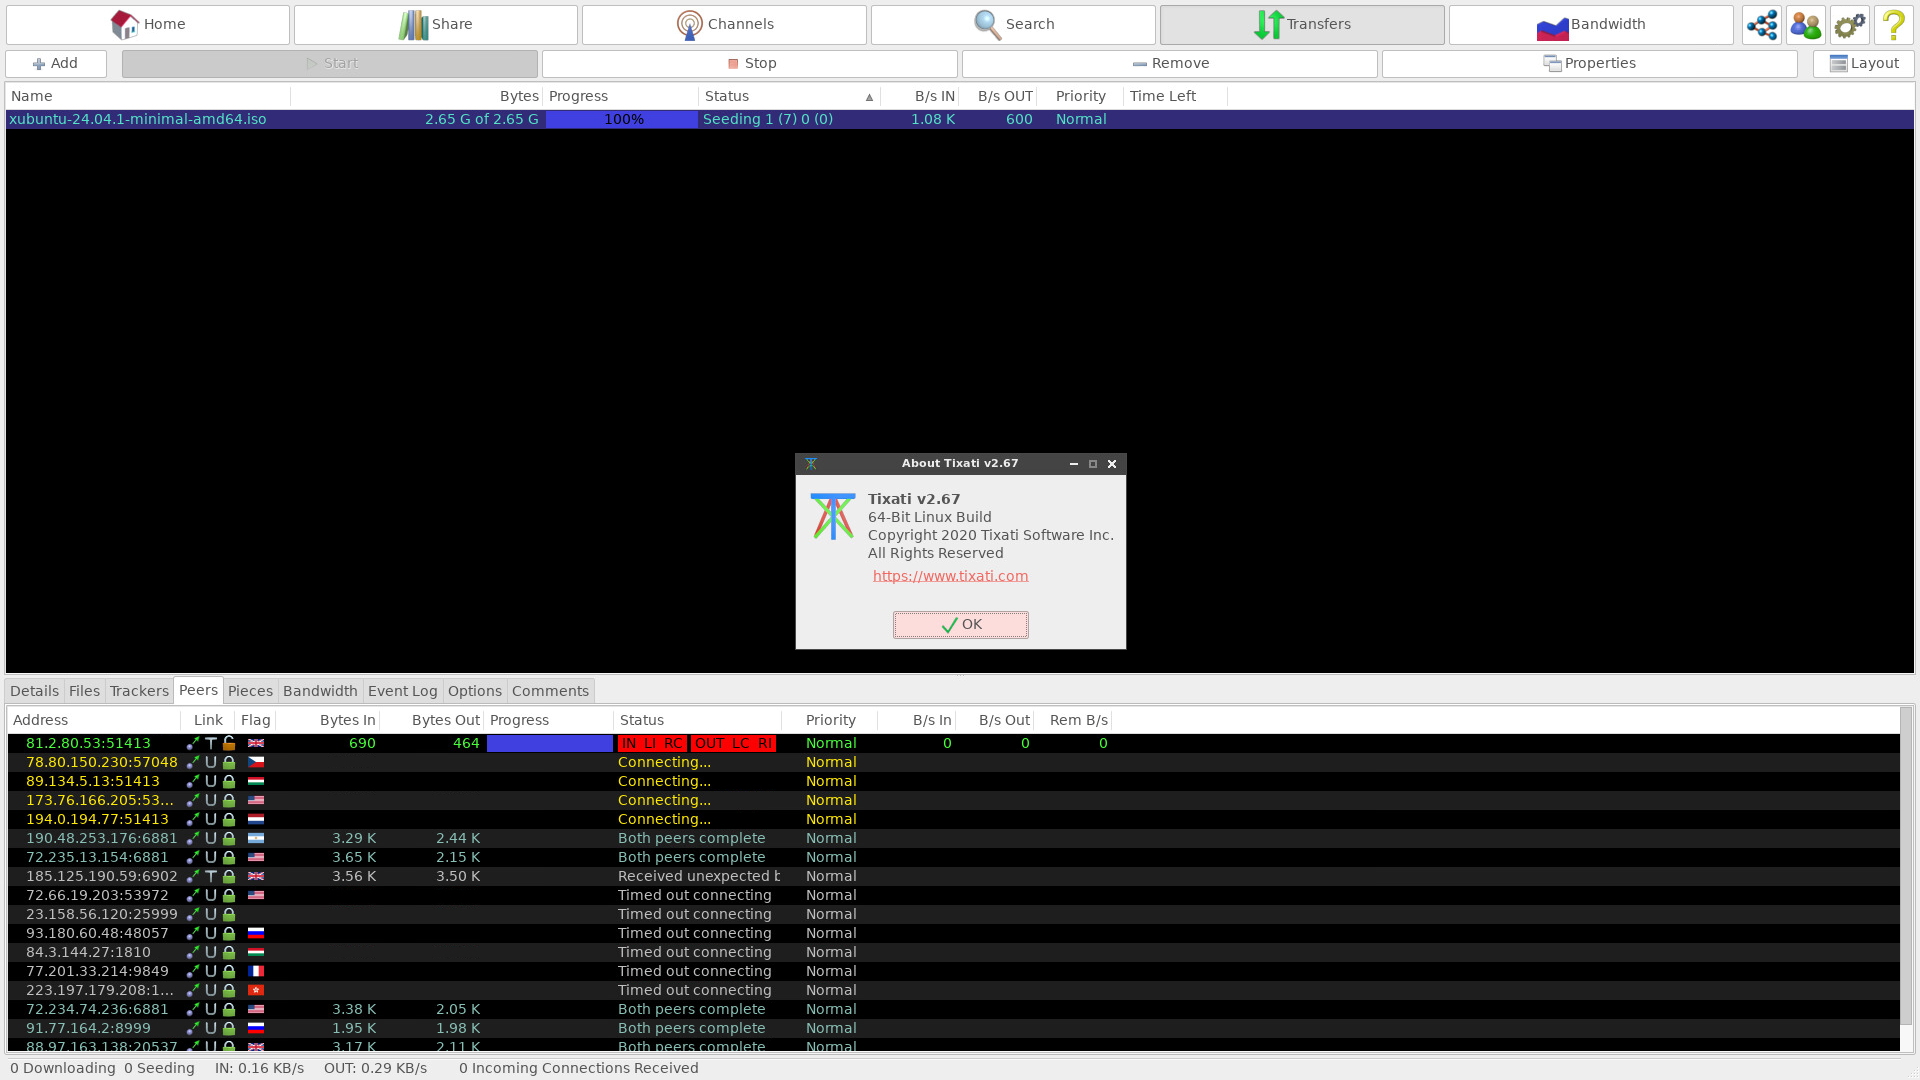 Home Share Channels Search Transfers Bandwidth
Add Start Stop Remove Properties Layout
Name Bytes Progress Status B/s IN B/s OUT Priority Time Left
xubuntu-24.04.1-minimal-amd64.iso 2.65 G of 2.65 G 100% Seeding 1 (7) 0 (0) 1.08 K 600 Normal
About Tixati v2.67
Tixati v2.67
64-Bit Linux Build
Copyright 2020 Tixati Software Inc.
All Rights Reserved
https://www.tixati.com
OK
Details Files Trackers Peers Pieces Bandwidth Event Log Options Comments
Address Link Flag Bytes In Bytes Out Progress Status Priority B/s In B/s Out Rem B/s
81.2.80.53:51413 T 690 464 IN LI RC OUT LC RI Normal 0 0 0
78.80.150.230:57048 U Connecting... Normal
89.134.5.13:51413 U Connecting... Normal
173.76.166.205:53... U Connecting... Normal
194.0.194.77:51413 U Connecting... Normal
190.48.253.176:6881 U 3.29 K 2.44 K Both peers complete Normal
72.235.13.154:6881 U 3.65 K 2.15 K Both peers complete Normal
185.125.190.59:6902 T 3.56 K 3.50 K Received unexpected b Normal
72.66.19.203:53972 U Timed out connecting Normal
23.158.56.120:25999 U Timed out connecting Normal
93.180.60.48:48057 U Timed out connecting Normal
84.3.144.27:1810 U Timed out connecting Normal
77.201.33.214:9849 U Timed out connecting Normal
223.197.179.208:1... U Timed out connecting Normal
72.234.74.236:6881 U 3.38 K 2.05 K Both peers complete Normal
91.77.164.2:8999 U 1.95 K 1.98 K Both peers complete Normal
88.97.163.138:20537 U 3.17 K 2.11 K Both peers complete Normal
0 Downloading 0 Seeding IN: 0.16 KB/s OUT: 0.29 KB/s 0 Incoming Connections Received